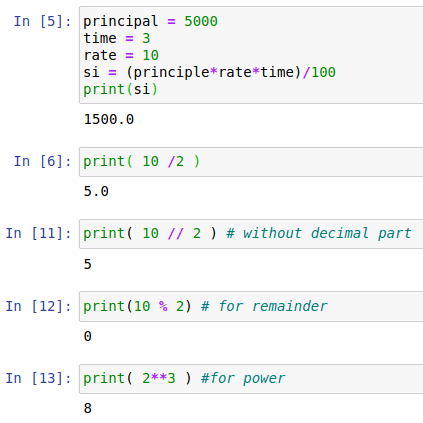 In [5]: principal = 5000
time = 3
rate = 10
si = (principle*rate*time)/100
print(si)
1500.0
In [6]: print( 10 /2 )
5.0
In [11]: print( 10 // 2 ) # without decimal part
5
In [12]: print(10 % 2) # for remainder
0
In [13]: print( 2**3 ) #for power
8